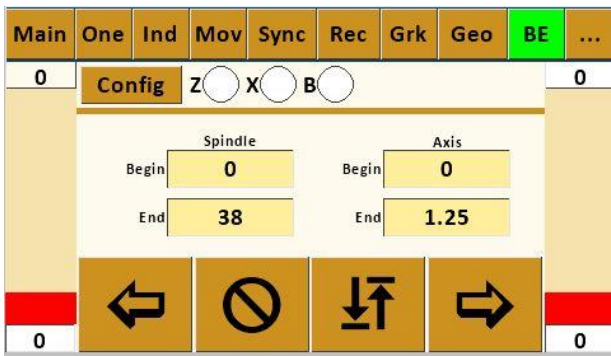 Main One Ind Mov Sync Rec Grk Geo BE ...
0 Config Z X B 0
Spindle Axis
Begin 0 Begin 0
End 38 End 1.25
0 0